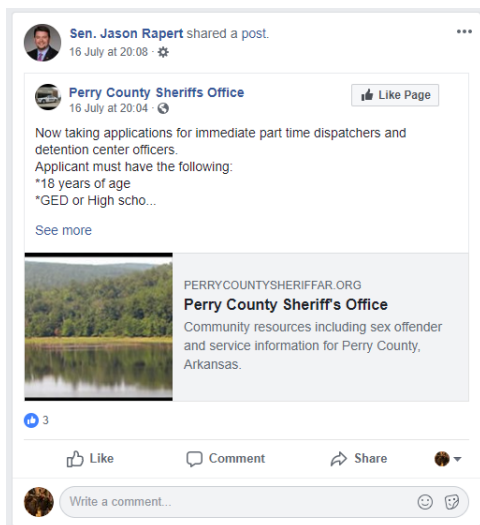 Sen. Jason Rapert shared a post.
16 July at 20:08 ·
Perry County Sheriffs Office
16 July at 20:04 ·
Like Page
Now taking applications for immediate part time dispatchers and
detention center officers.
Applicant must have the following:
*18 years of age
*GED or High scho...
See more
PERRYCOUNTYSHERIFFAR.ORG
Perry County Sheriff's Office
Community resources including sex offender
and service information for Perry County,
Arkansas.
3
Like Comment Share
Write a comment...